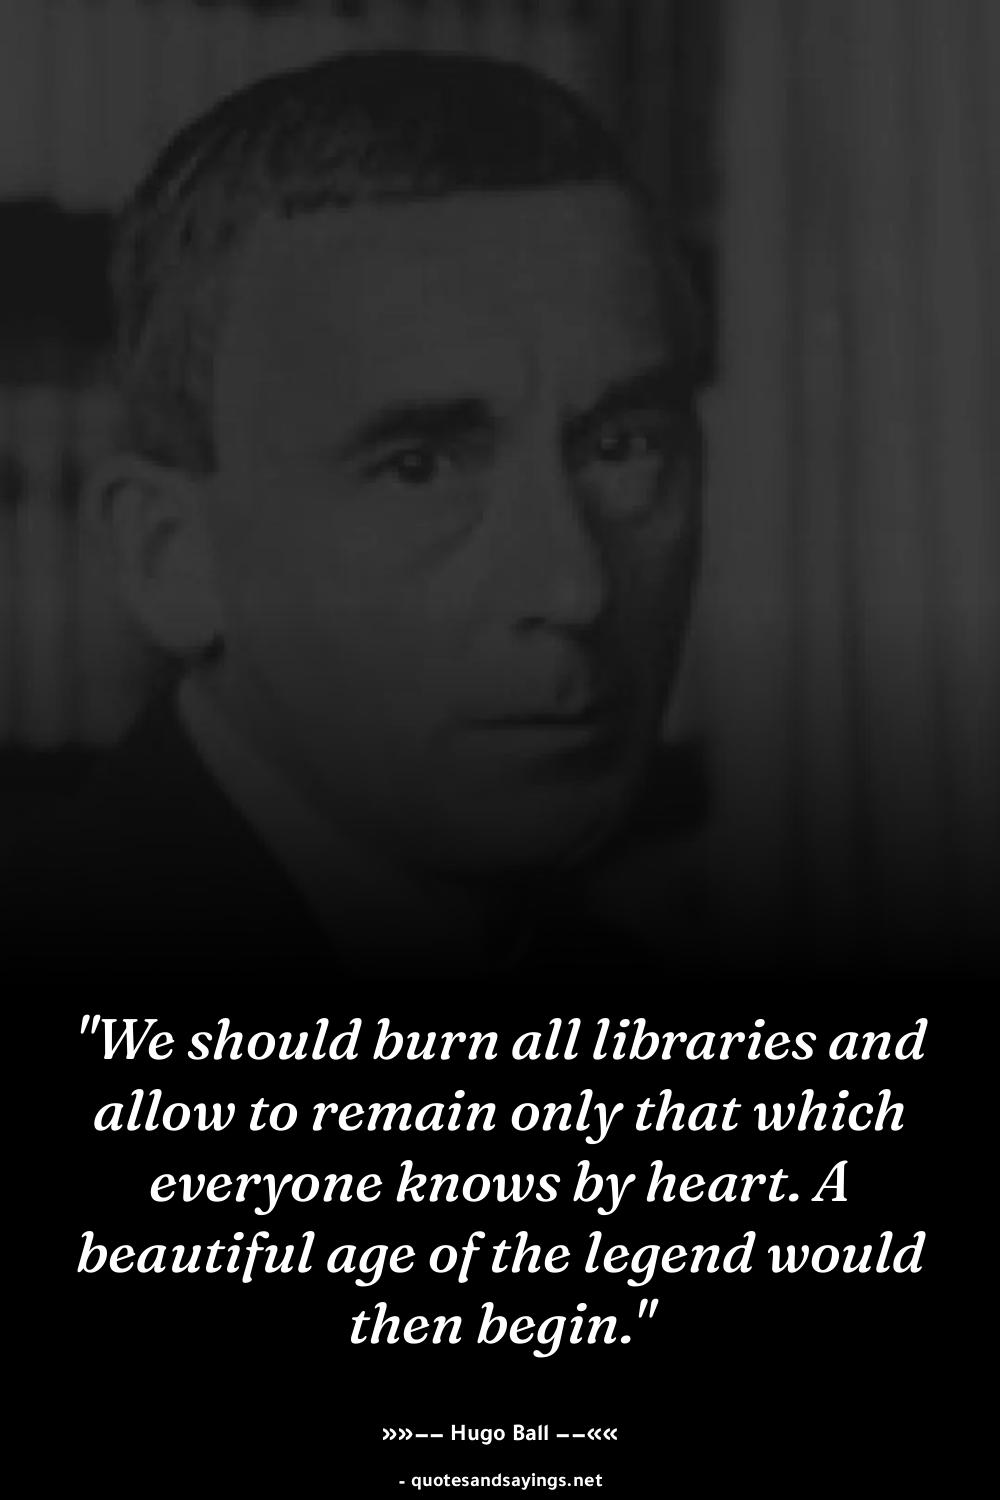 "We should burn all libraries and
allow to remain only that which
everyone knows by heart. A
beautiful age of the legend would
then begin."
»»−− Hugo Ball −−««
- quotesandsayings.net